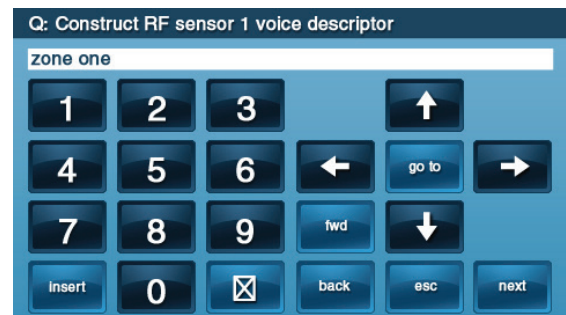 Q: Construct RF sensor 1 voice descriptor
zone one
1 2 3
4 5 6 go to
7 8 9 fwd
insert 0 back esc next